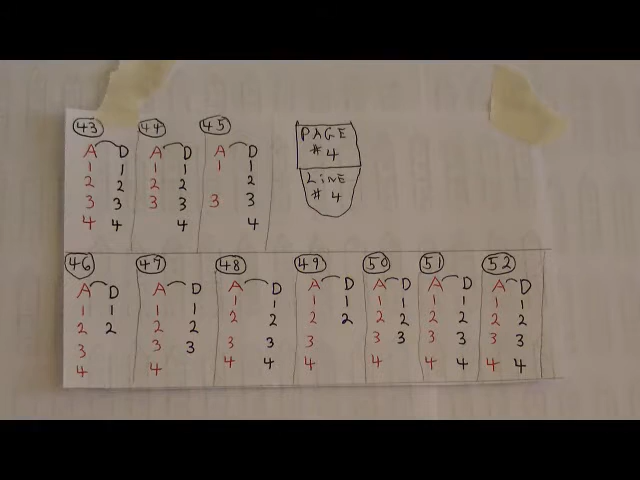 43 44 45
A D A D A D
1 1 1 1 1 1
2 2 2 2 2
3 3 3 3 3 3
4 4 4 4
PAGE
# 4
LiNE
# 4
46 47 48 49 50 51 52
A D A D A D A D A D A D A D
1 1 1 1 1 1 1 1 1 1 1 1 1 1
2 2 2 2 2 2 2 2 2 2 2 2 2 2
3 3 3 3 3 3 3 3 3 3 3 3
4 4 4 4 4 4 4 4 4 4